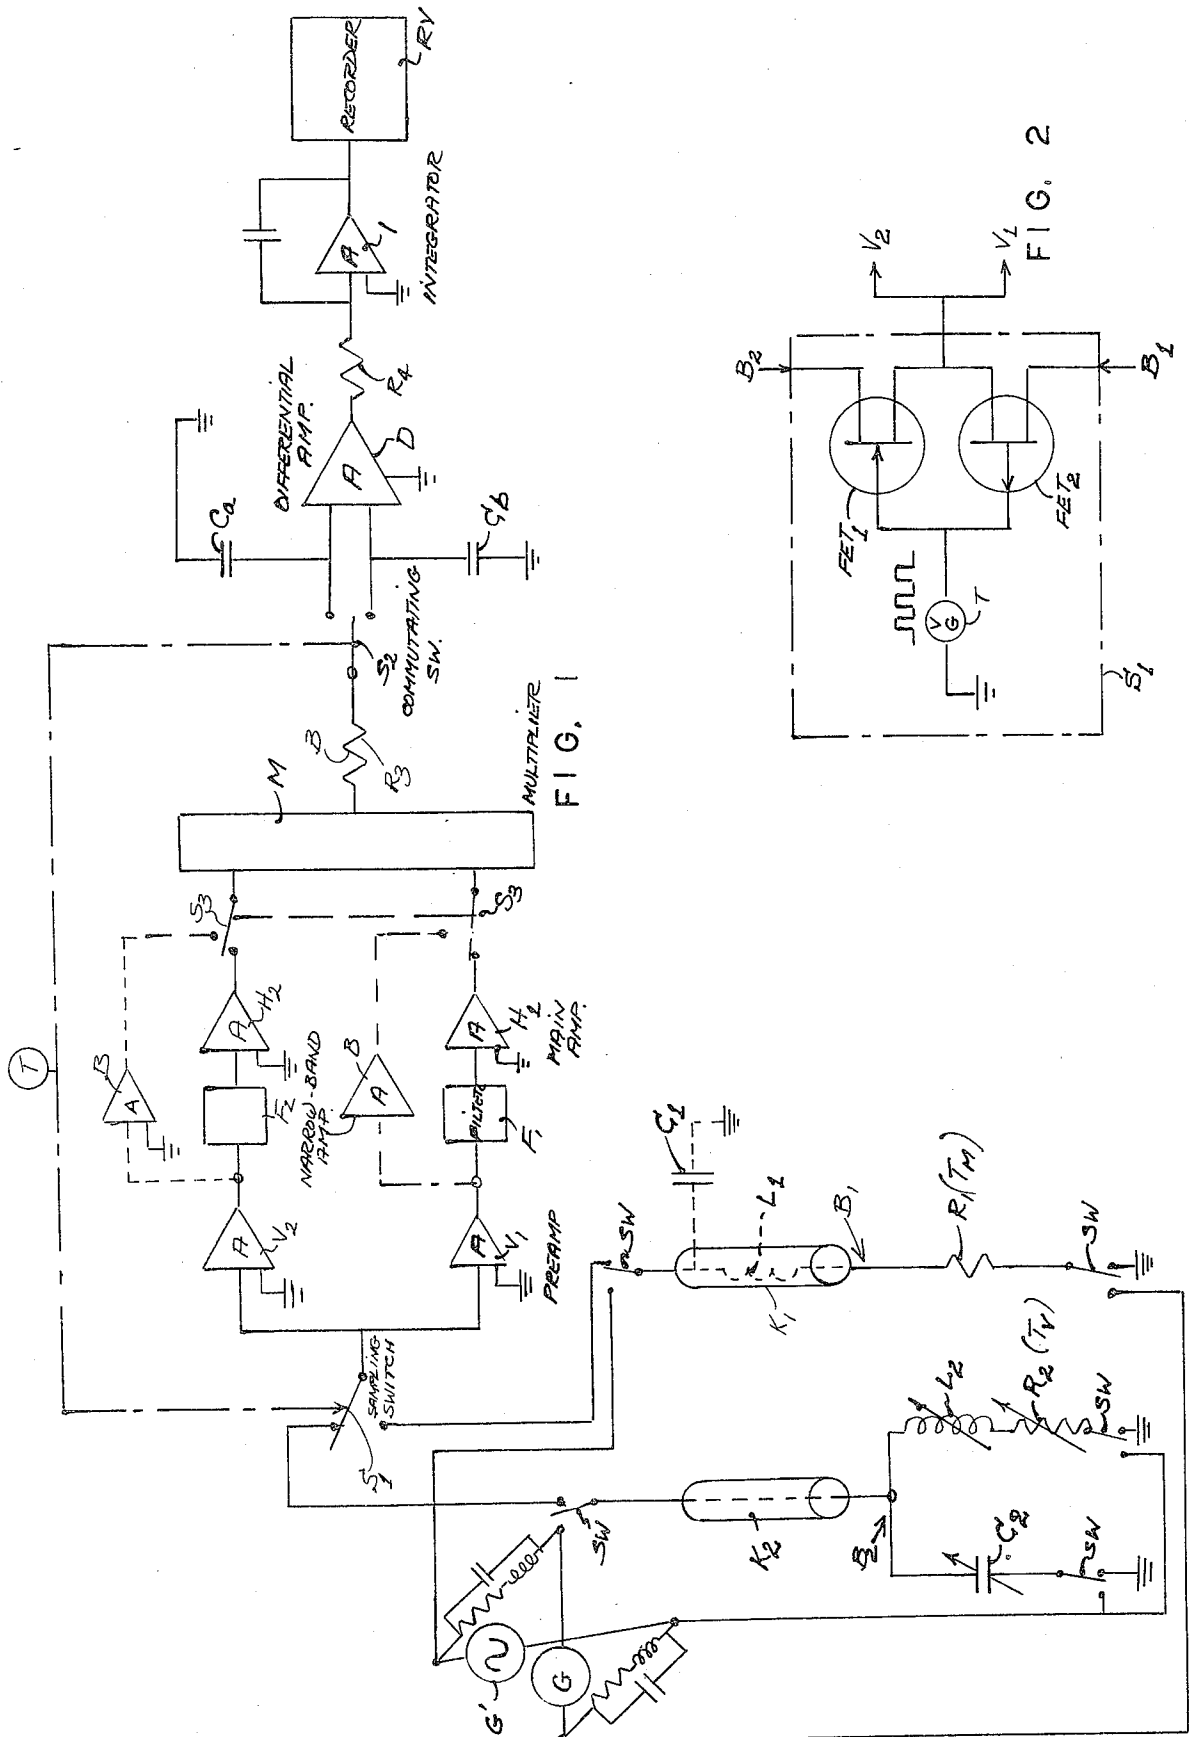 RECORDER
RV
A
I
INTEGRATOR
R4
DIFFERENTIAL
AMP.
A
D
Ca
Cb
S2
COMMUTATING
SW.
B
R3
M
MULTIPLIER
FIG. 1
T
S3
S3
B
A
A
H2
F2
NARROW-BAND
AMP.
B
A
A
H1
MAIN
AMP.
FILTER
F1
A
V2
A
V1
PREAMP
SAMPLING
SWITCH
S1
SW
C1
L1
K1
B1
R1(TM)
SW
SW
K2
B2
L2
R2(TV)
SW
C2
SW
G'
G
FIG. 2
V2
V1
B2
B1
FET1
FET2
VG
T
S1